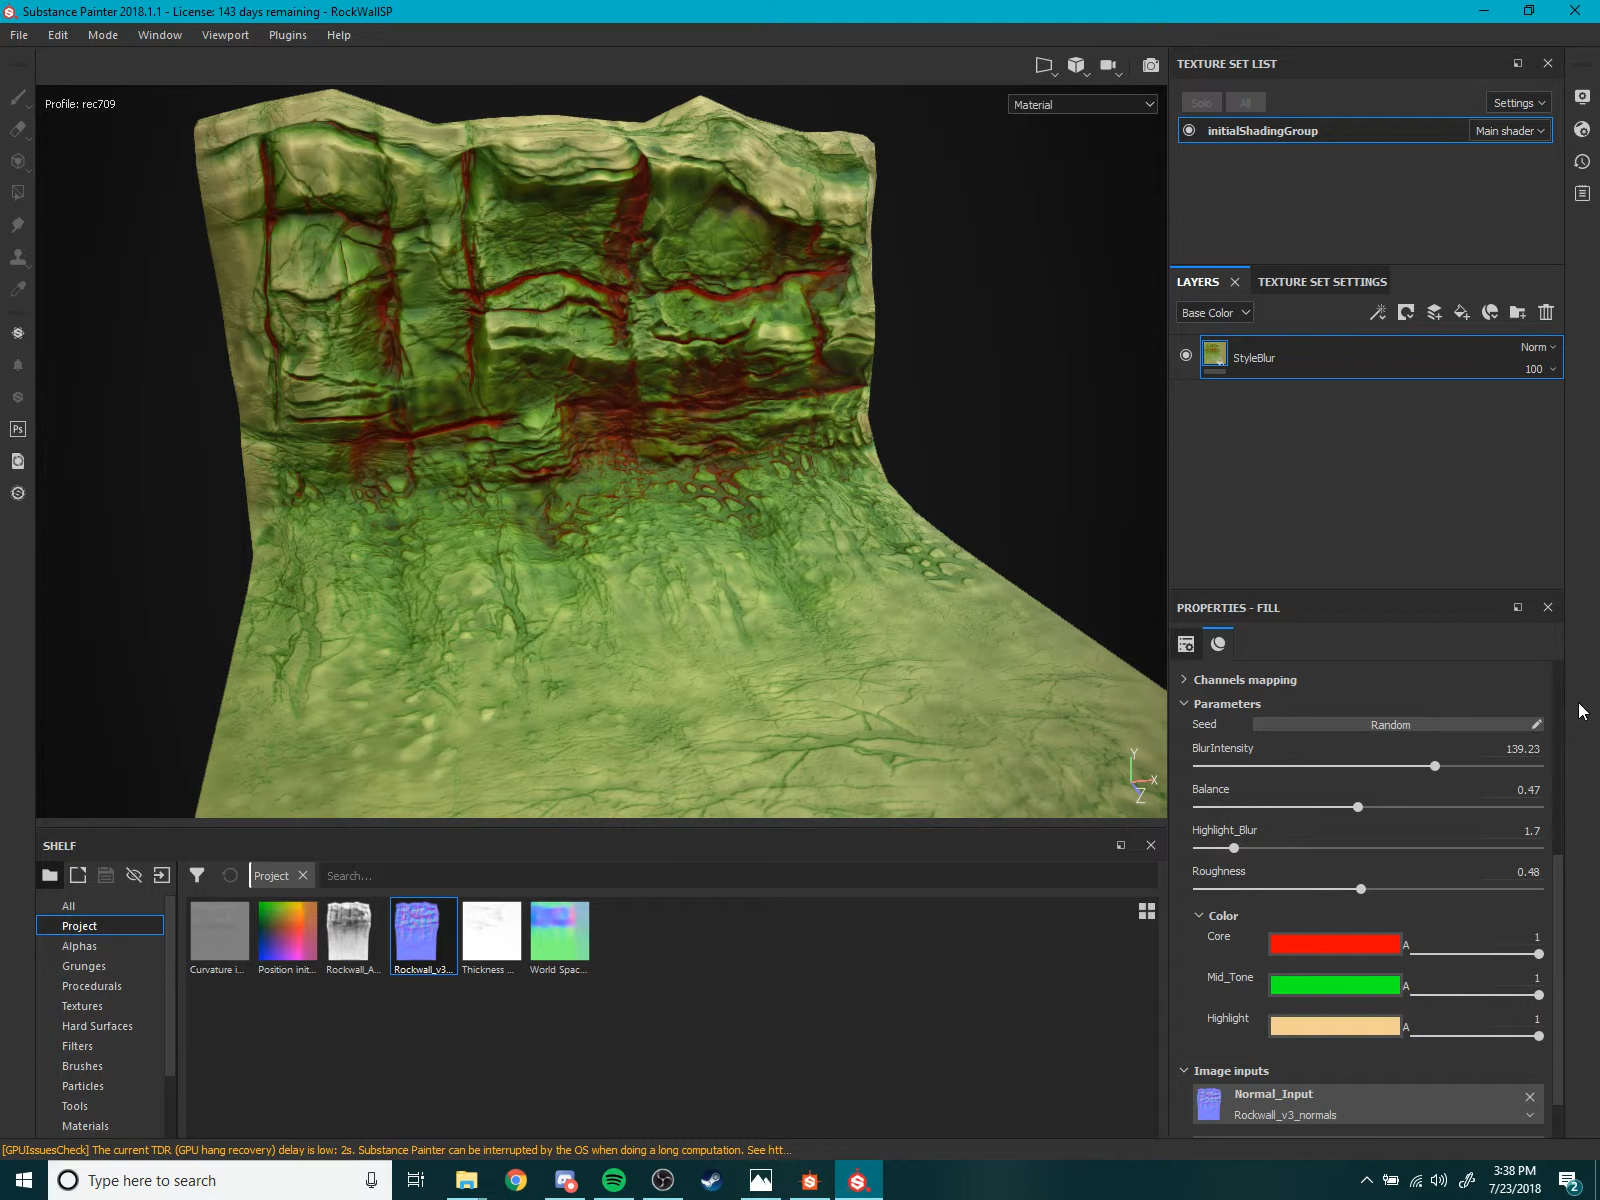 Substance Painter 2018.1.1 - License: 143 days remaining - RockWallSP
File Edit Mode Window Viewport Plugins Help
Profile: rec709
Material
TEXTURE SET LIST
Solo All Settings
initialShadingGroup Main shader
LAYERS TEXTURE SET SETTINGS
Base Color
StyleBlur Norm
100
PROPERTIES - FILL
Channels mapping
Parameters
Seed Random
BlurIntensity 139.23
Balance 0.47
Highlight_Blur 1.7
Roughness 0.48
Color
Core A 1
Mid_Tone A 1
Highlight A 1
Image inputs
Normal_Input
Rockwall_v3_normals
Y
X
Z
Ps
SHELF
Project Search...
All
Project
Alphas
Grunges
Procedurals
Textures
Hard Surfaces
Filters
Brushes
Particles
Tools
Materials
Curvature i... Position init... Rockwall_A... Rockwall_v3... Thickness ... World Spac...
[GPUIssuesCheck] The current TDR (GPU hang recovery) delay is low: 2s. Substance Painter can be interrupted by the OS when doing a long computation. See htt...
Type here to search
3:38 PM
7/23/2018
2